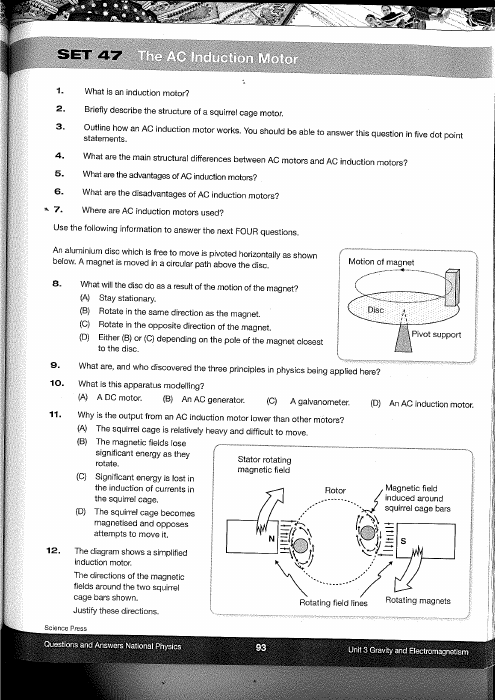 SET 47 The AC Induction Motor
1. What is an induction motor?
2. Briefly describe the structure of a squirrel cage motor.
3. Outline how an AC induction motor works. You should be able to answer this question in five dot point
statements.
4. What are the main structural differences between AC motors and AC induction motors?
5. What are the advantages of AC induction motors?
6. What are the disadvantages of AC induction motors?
7. Where are AC induction motors used?
Use the following information to answer the next FOUR questions.
An aluminium disc which is free to move is pivoted horizontally as shown
below. A magnet is moved in a circular path above the disc.
Motion of magnet
Disc
Pivot support
8. What will the disc do as a result of the motion of the magnet?
(A) Stay stationary.
(B) Rotate in the same direction as the magnet.
(C) Rotate in the opposite direction of the magnet.
(D) Either (B) or (C) depending on the pole of the magnet closest
to the disc.
9. What are, and who discovered the three principles in physics being applied here?
10. What is this apparatus modelling?
(A) A DC motor. (B) An AC generator. (C) A galvanometer. (D) An AC induction motor.
11. Why is the output from an AC induction motor lower than other motors?
(A) The squirrel cage is relatively heavy and difficult to move.
(B) The magnetic fields lose
significant energy as they
rotate.
(C) Significant energy is lost in
the induction of currents in
the squirrel cage.
(D) The squirrel cage becomes
magnetised and opposes
attempts to move it.
12. The diagram shows a simplified
induction motor.
The directions of the magnetic
fields around the two squirrel
cage bars shown.
Justify these directions.
Stator rotating
magnetic field
Rotor
Magnetic field
induced around
squirrel cage bars
N
S
Rotating field lines
Rotating magnets
Science Press
Questions and Answers National Physics
93
Unit 3 Gravity and Electromagnetism